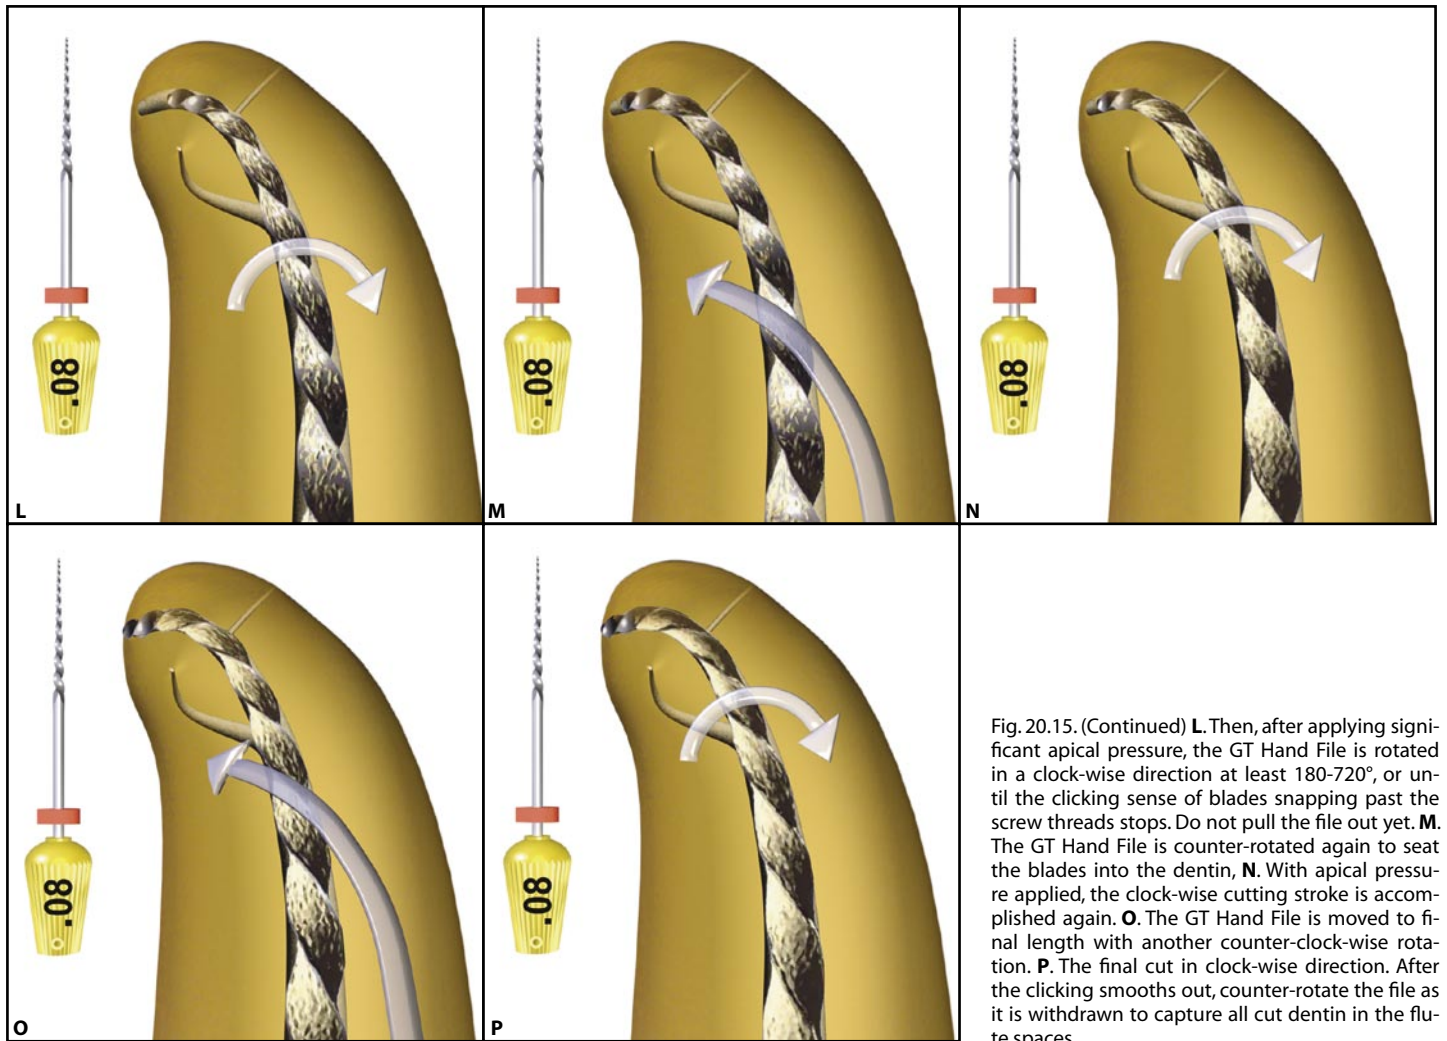 .08
L
.08
M
.08
N
.08
O
.08
P
Fig. 20.15. (Continued) L. Then, after applying signi-
ficant apical pressure, the GT Hand File is rotated
in a clock-wise direction at least 180-720°, or un-
til the clicking sense of blades snapping past the
screw threads stops. Do not pull the file out yet. M.
The GT Hand File is counter-rotated again to seat
the blades into the dentin, N. With apical pressu-
re applied, the clock-wise cutting stroke is accom-
plished again. O. The GT Hand File is moved to fi-
nal length with another counter-clock-wise rota-
tion. P. The final cut in clock-wise direction. After
the clicking smooths out, counter-rotate the file as
it is withdrawn to capture all cut dentin in the flu-
te spaces